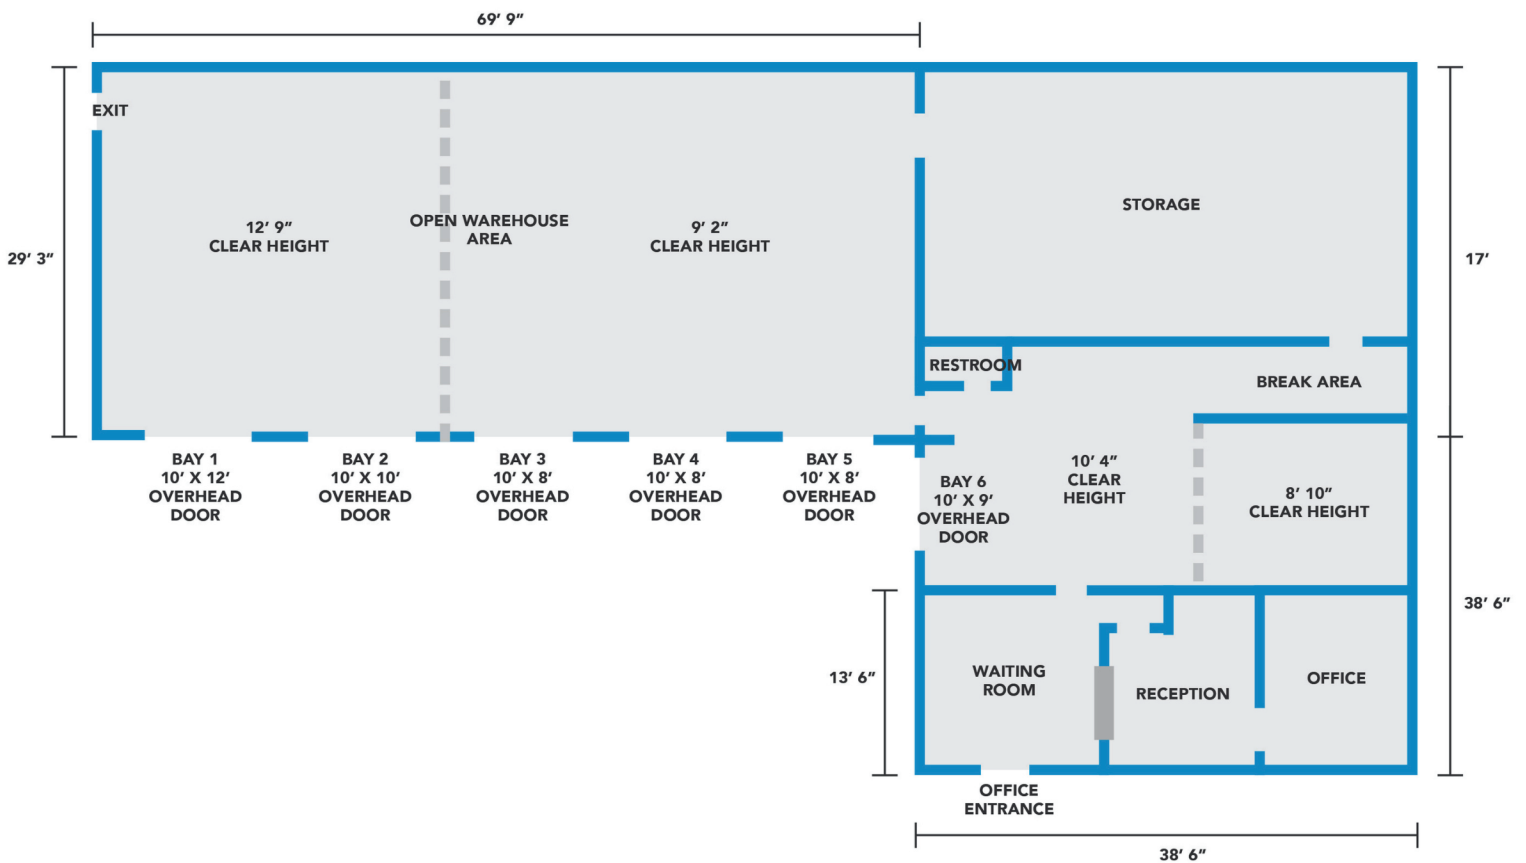 69' 9"
EXIT
STORAGE
12' 9"
CLEAR HEIGHT
OPEN WAREHOUSE
AREA
9' 2"
CLEAR HEIGHT
29' 3"
17'
RESTROOM
BREAK AREA
BAY 1
10' X 12'
OVERHEAD
DOOR
BAY 2
10' X 10'
OVERHEAD
DOOR
BAY 3
10' X 8'
OVERHEAD
DOOR
BAY 4
10' X 8'
OVERHEAD
DOOR
BAY 5
10' X 8'
OVERHEAD
DOOR
BAY 6
10' X 9'
OVERHEAD
DOOR
10' 4"
CLEAR
HEIGHT
8' 10"
CLEAR HEIGHT
38' 6"
13' 6"
WAITING
ROOM
RECEPTION
OFFICE
OFFICE
ENTRANCE
38' 6"